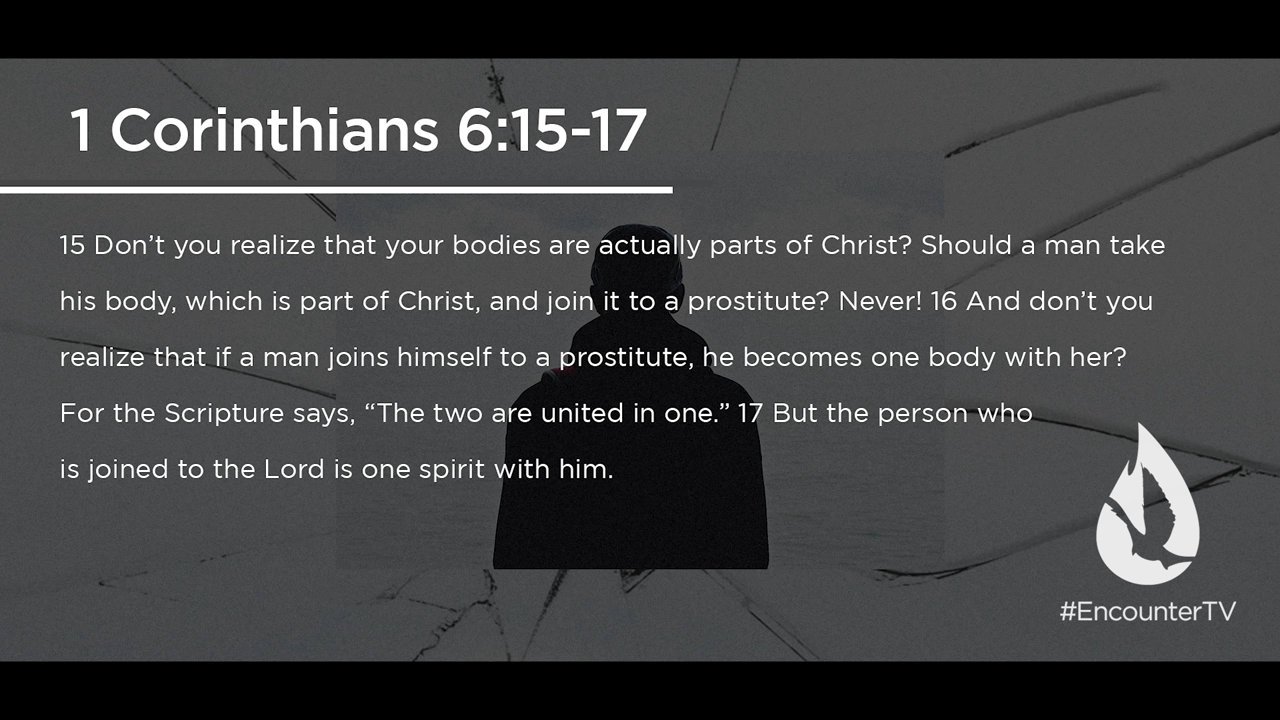 1 Corinthians 6:15-17
15 Don’t you realize that your bodies are actually parts of Christ? Should a man take
his body, which is part of Christ, and join it to a prostitute? Never! 16 And don’t you
realize that if a man joins himself to a prostitute, he becomes one body with her?
For the Scripture says, “The two are united in one.” 17 But the person who
is joined to the Lord is one spirit with him.
#EncounterTV